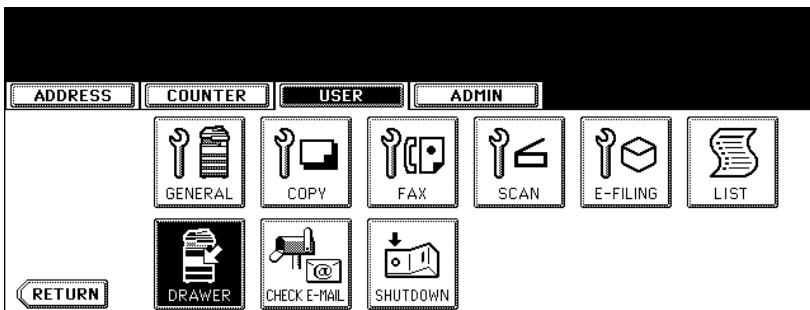 ADDRESS COUNTER USER ADMIN
GENERAL COPY FAX SCAN E-FILING LIST
DRAWER CHECK E-MAIL SHUTDOWN
RETURN